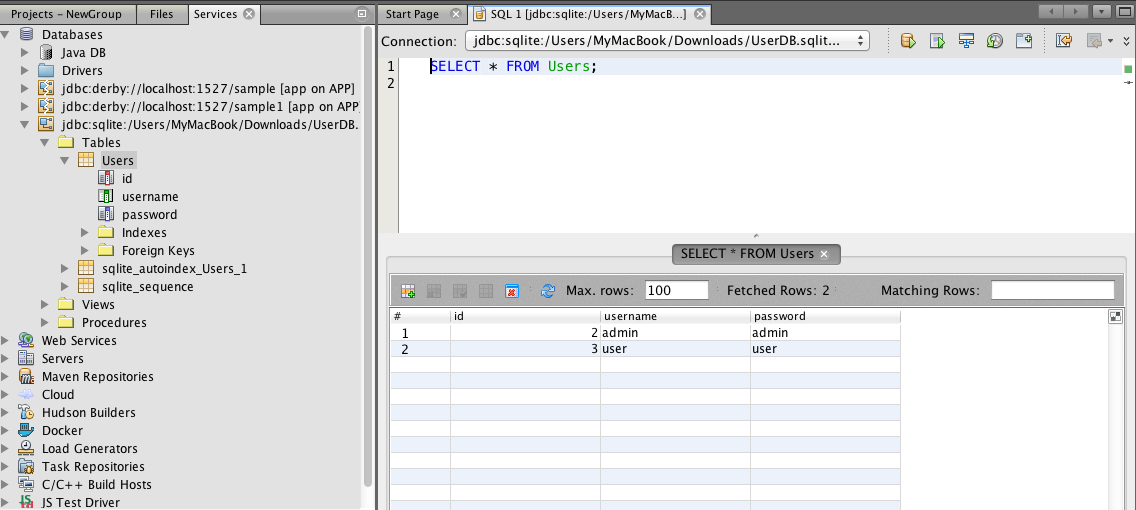 Projects – NewGroup
Files
Services
Databases
Java DB
Drivers
jdbc:derby://localhost:1527/sample [app on APP]
jdbc:derby://localhost:1527/sample1 [app on APP
jdbc:sqlite:/Users/MyMacBook/Downloads/UserDB.
Tables
Users
id
username
password
Indexes
Foreign Keys
sqlite_autoindex_Users_1
sqlite_sequence
Views
Procedures
Web Services
Servers
Maven Repositories
Cloud
Hudson Builders
Docker
Load Generators
Task Repositories
C/C++ Build Hosts
JS Test Driver
Start Page
SQL 1 [jdbc:sqlite:/Users/MyMacB...]
Connection: jdbc:sqlite:/Users/MyMacBook/Downloads/UserDB.sqlit...
1 SELECT * FROM Users;
2
SELECT * FROM Users
Max. rows: 100 Fetched Rows: 2 Matching Rows:
# id username password
1 2 admin admin
2 3 user user